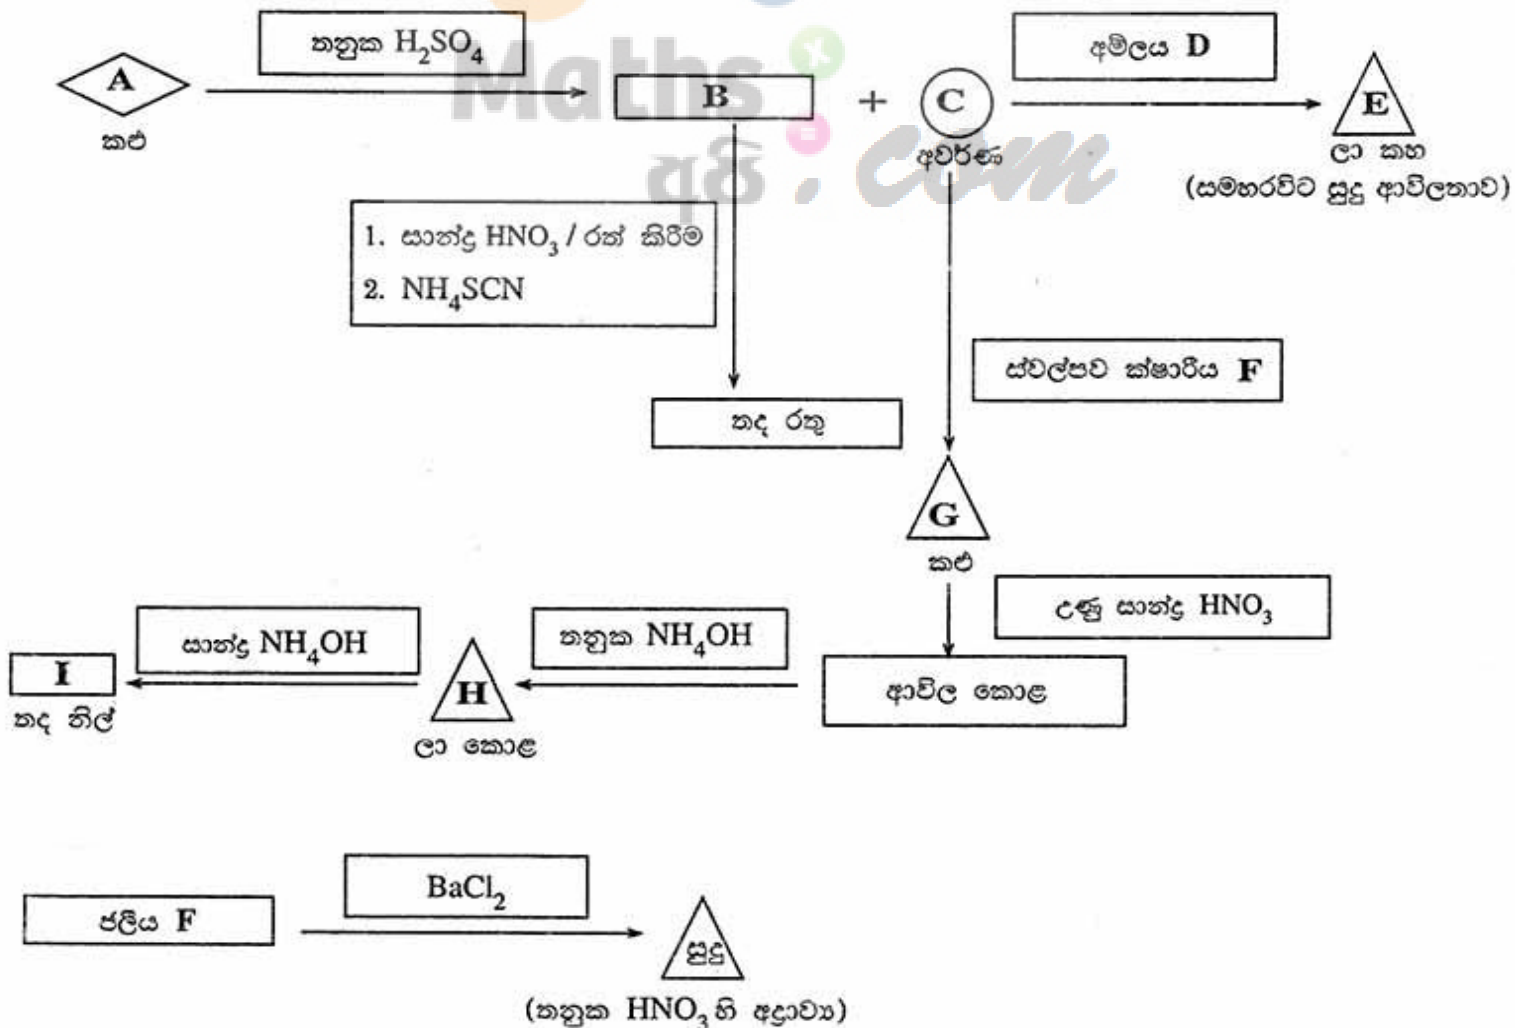 තනුක H₂SO₄
අම්ලය D
A
B
+
C
E
කළු
අවර්ණ
ලා කහ
(සමහරවිට සුදු ආවිලතාව)
Maths
අපි.com
1. සාන්ද්‍ර HNO₃ / රත් කිරීම
2. NH₄SCN
ස්වල්පව ක්ෂාරීය F
තද රතු
G
කළු
උණු සාන්ද්‍ර HNO₃
සාන්ද්‍ර NH₄OH
තනුක NH₄OH
I
H
ආවිල කොළ
තද නිල්
ලා කොළ
BaCl₂
ජලීය F
සුදු
(තනුක HNO₃ හි අද්‍රාව්‍ය)